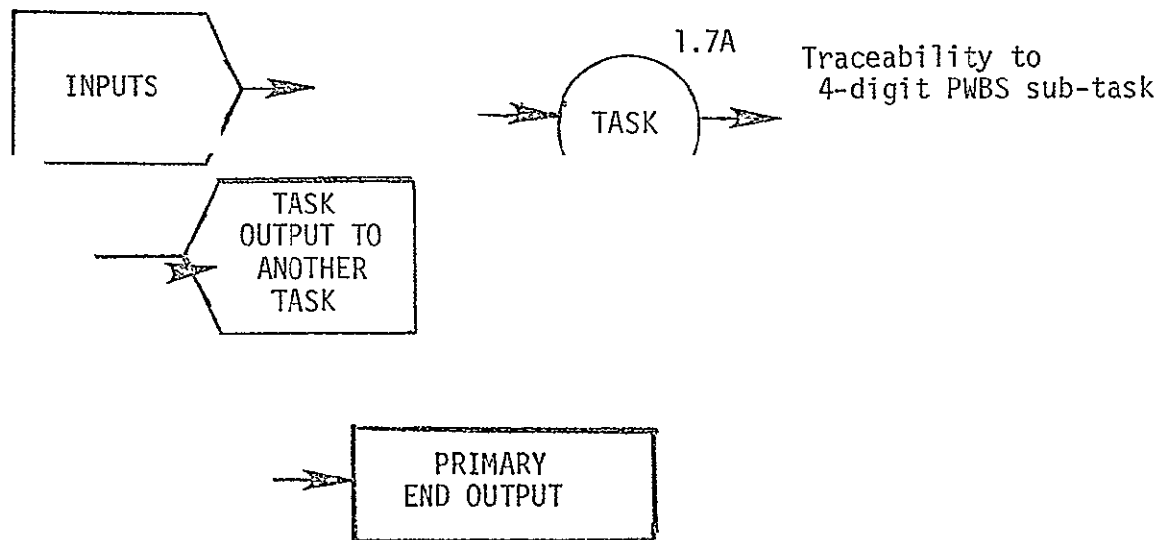 INPUTS
1.7A
TASK
Traceability to
4-digit PWBS sub-task
TASK
OUTPUT TO
ANOTHER
TASK
PRIMARY
END OUTPUT